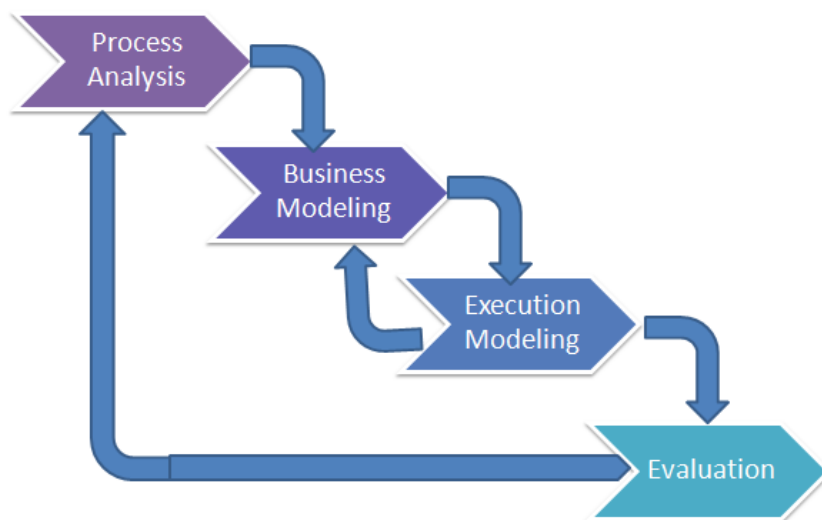 Process
Analysis
Business
Modeling
Execution
Modeling
Evaluation